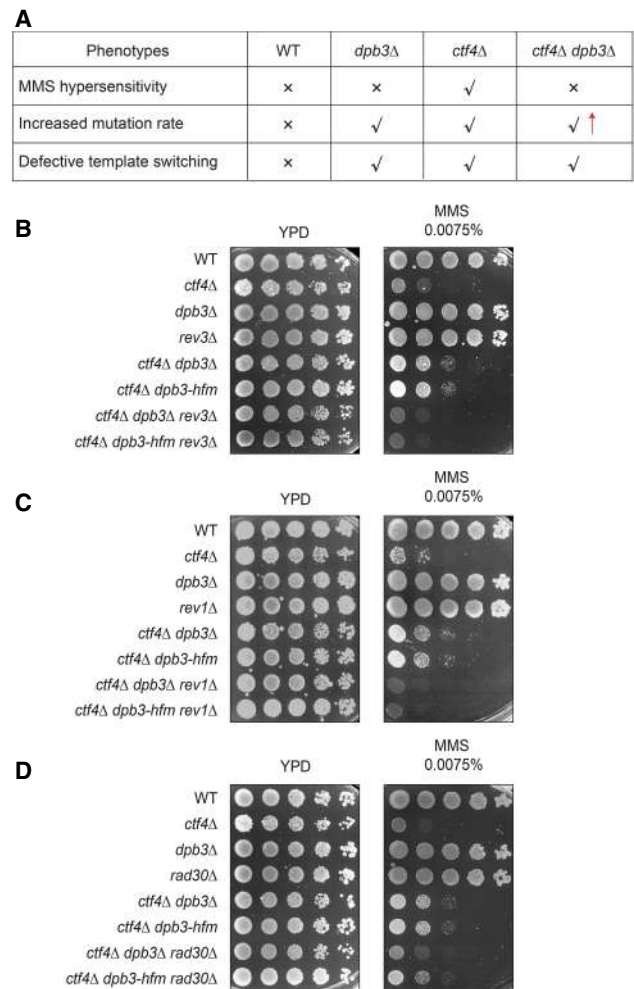 A
Phenotypes WT dpb3Δ ctf4Δ ctf4Δ dpb3Δ
MMS hypersensitivity × × √ ×
Increased mutation rate × √ √ √ ↑
Defective template switching × √ √ √
B
YPD
MMS
0.0075%
WT
ctf4Δ
dpb3Δ
rev3Δ
ctf4Δ dpb3Δ
ctf4Δ dpb3-hfm
ctf4Δ dpb3Δ rev3Δ
ctf4Δ dpb3-hfm rev3Δ
C
YPD
MMS
0.0075%
WT
ctf4Δ
dpb3Δ
rev1Δ
ctf4Δ dpb3Δ
ctf4Δ dpb3-hfm
ctf4Δ dpb3Δ rev1Δ
ctf4Δ dpb3-hfm rev1Δ
D
YPD
MMS
0.0075%
WT
ctf4Δ
dpb3Δ
rad30Δ
ctf4Δ dpb3Δ
ctf4Δ dpb3-hfm
ctf4Δ dpb3Δ rad30Δ
ctf4Δ dpb3-hfm rad30Δ